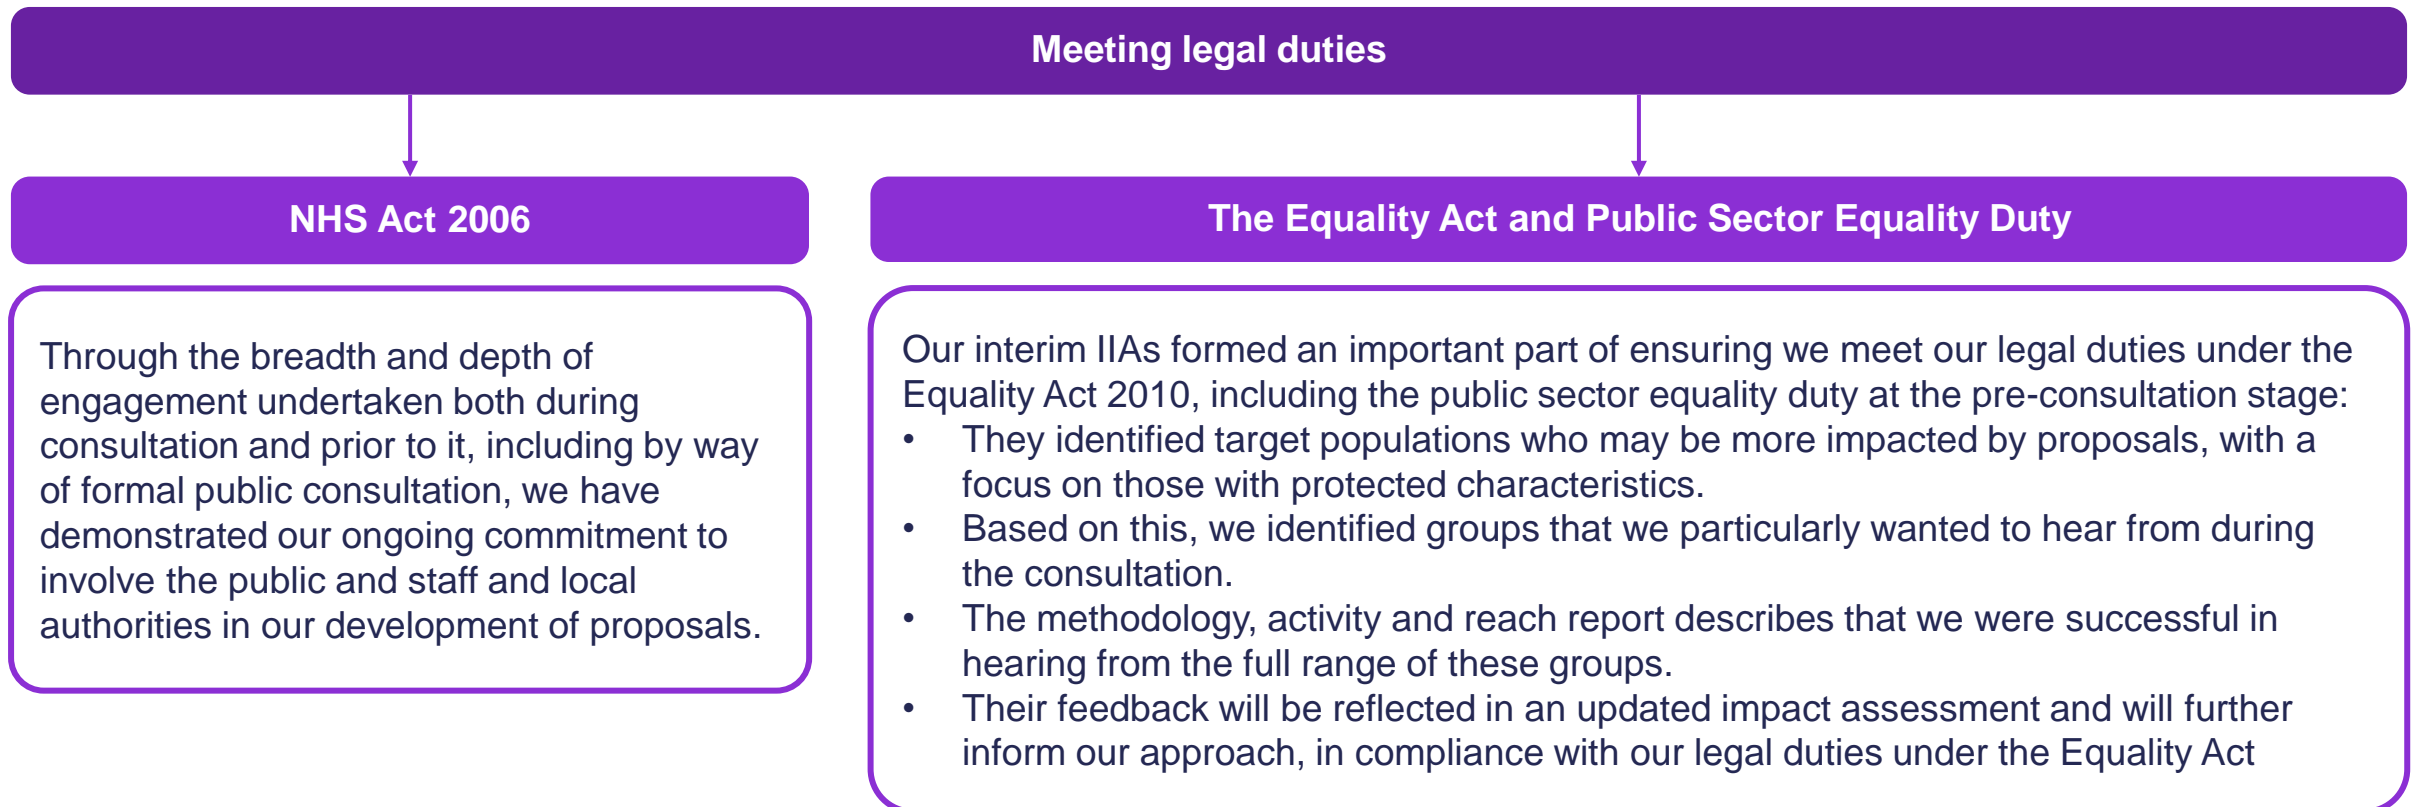 Meeting legal duties
NHS Act 2006
Through the breadth and depth of
engagement undertaken both during
consultation and prior to it, including by way
of formal public consultation, we have
demonstrated our ongoing commitment to
involve the public and staff and local
authorities in our development of proposals.
The Equality Act and Public Sector Equality Duty
Our interim IIAs formed an important part of ensuring we meet our legal duties under the
Equality Act 2010, including the public sector equality duty at the pre-consultation stage:
• They identified target populations who may be more impacted by proposals, with a
focus on those with protected characteristics.
• Based on this, we identified groups that we particularly wanted to hear from during
the consultation.
• The methodology, activity and reach report describes that we were successful in
hearing from the full range of these groups.
• Their feedback will be reflected in an updated impact assessment and will further
inform our approach, in compliance with our legal duties under the Equality Act